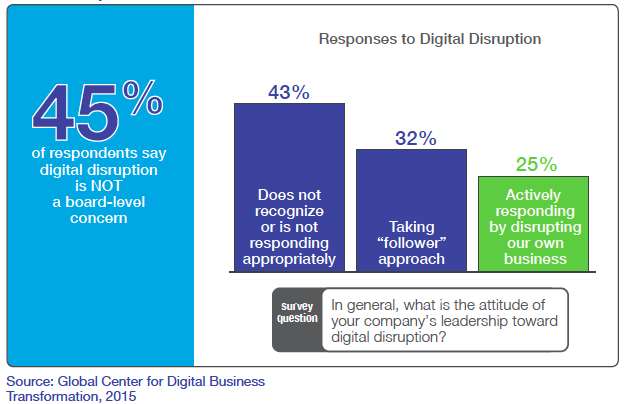 45%
of respondents say
digital disruption
is NOT
a board-level
concern
Responses to Digital Disruption
43%
Does not
recognize
or is not
responding
appropriately
32%
Taking
“follower”
approach
25%
Actively
responding
by disrupting
our own
business
survey
question
In general, what is the attitude of
your company’s leadership toward
digital disruption?
Source: Global Center for Digital Business
Transformation, 2015